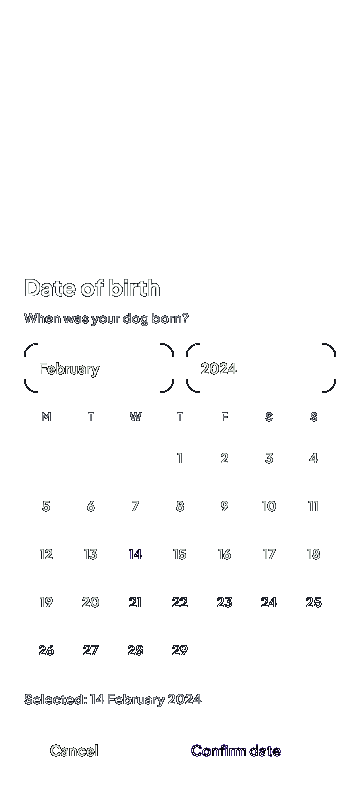 Date of birth
When was your dog born?
February 2024
M T W T F S S
1 2 3 4
5 6 7 8 9 10 11
12 13 14 15 16 17 18
19 20 21 22 23 24 25
26 27 28 29
Selected: 14 February 2024
Cancel Confirm date